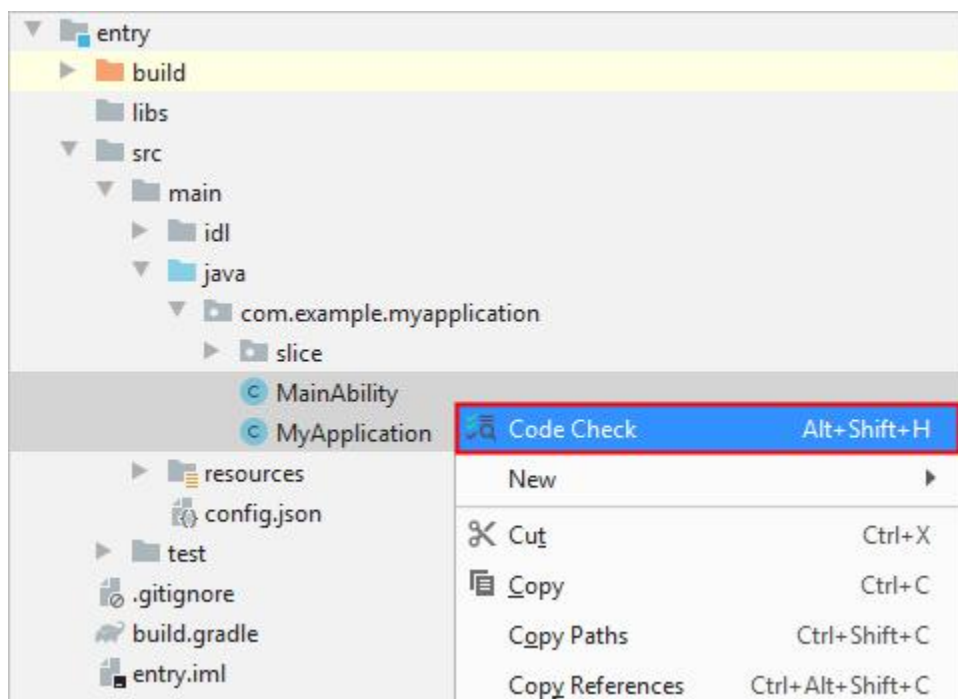 entry
build
libs
src
main
idl
java
com.example.myapplication
slice
MainAbility
MyApplication
resources
config.json
test
.gitignore
build.gradle
entry.iml
Code Check Alt+Shift+H
New
Cut Ctrl+X
Copy Ctrl+C
Copy Paths Ctrl+Shift+C
Copy References Ctrl+Alt+Shift+C